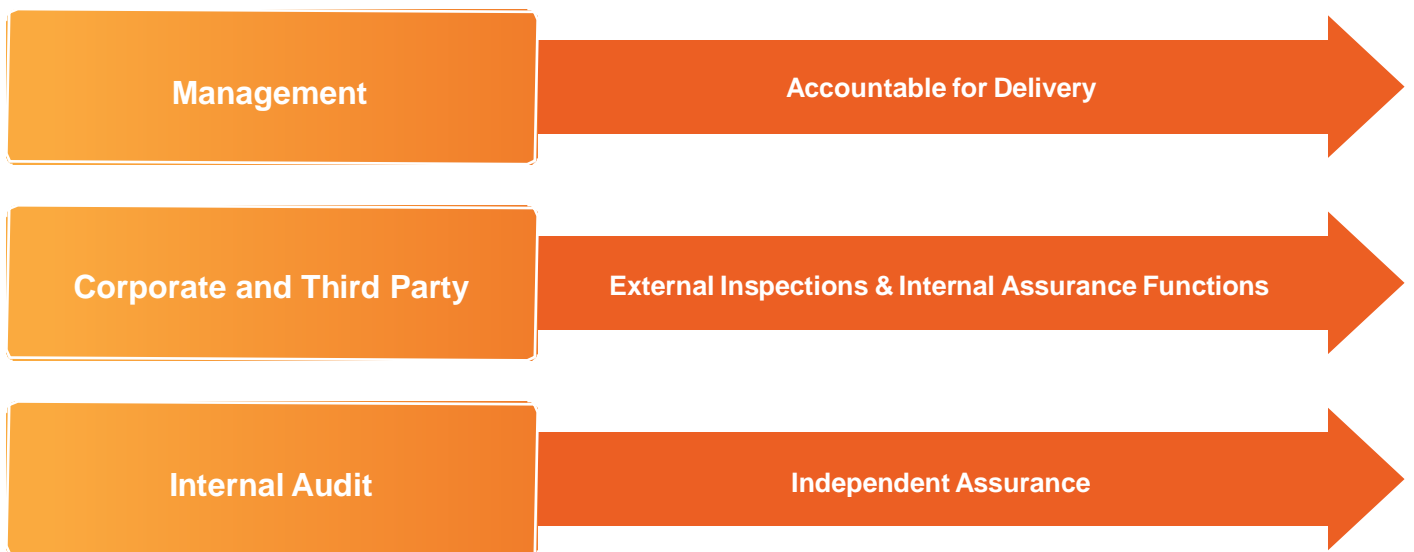 Management
Accountable for Delivery
Corporate and Third Party
External Inspections & Internal Assurance Functions
Internal Audit
Independent Assurance